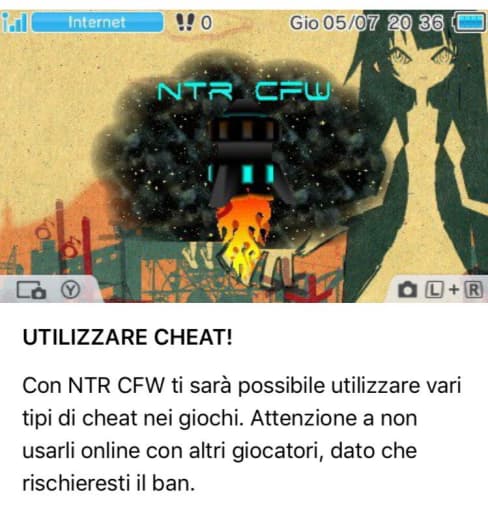 Internet
0
Gio 05/07 20 36
NTR CFW
Y
L + R
UTILIZZARE CHEAT!
Con NTR CFW ti sarà possibile utilizzare vari
tipi di cheat nei giochi. Attenzione a non
usarli online con altri giocatori, dato che
rischieresti il ban.